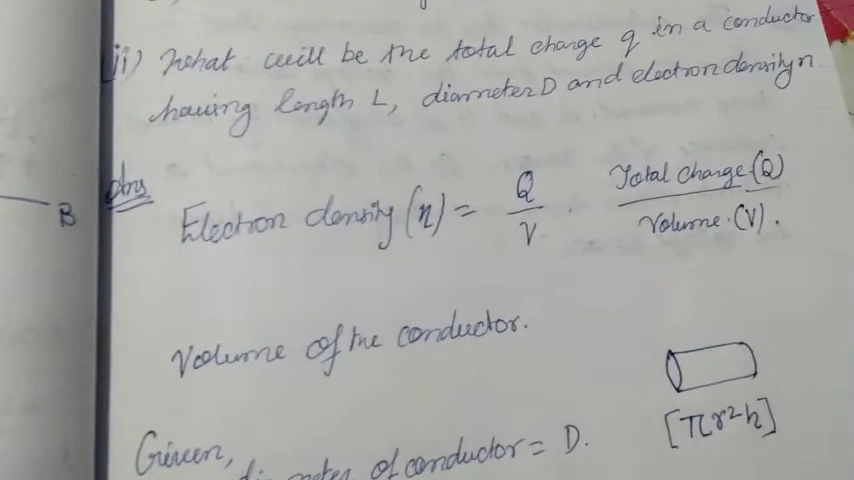 ii) What will be the total charge q in a conductor
having length L, diameter D and electron density n
Ans
B
Electron density (n) = Q/V . Total charge (Q)/Volume. (V).
Volume of the conductor.
[πr²h]
Given,
of conductor = D.